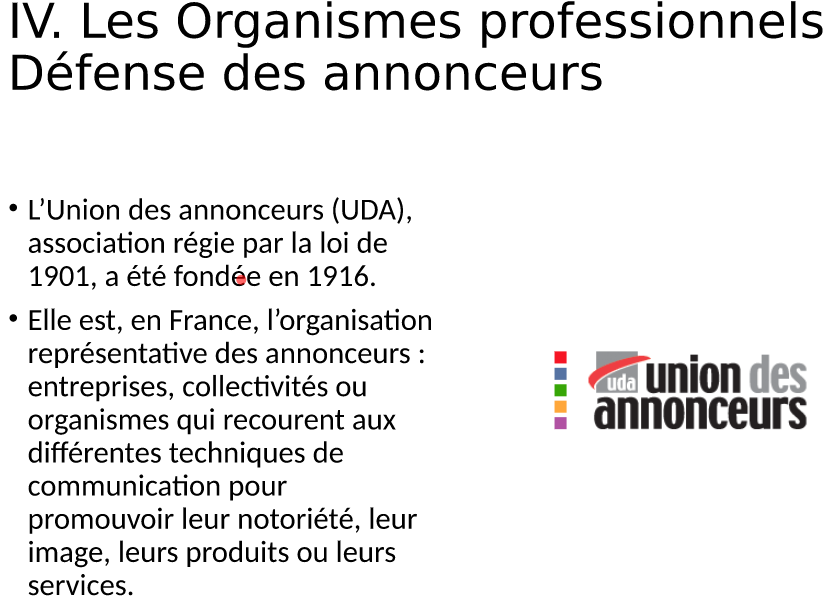 IV. Les Organismes professionnels
Défense des annonceurs
• L’Union des annonceurs (UDA),
association régie par la loi de
1901, a été fondée en 1916.
• Elle est, en France, l’organisation
représentative des annonceurs :
entreprises, collectivités ou
organismes qui recourent aux
différentes techniques de
communication pour
promouvoir leur notoriété, leur
image, leurs produits ou leurs
services.
uda union des
annonceurs